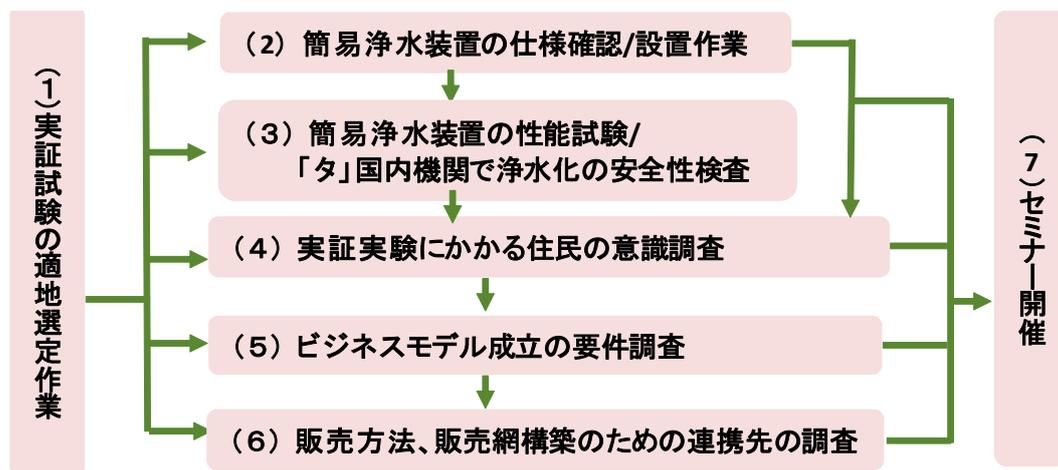 （1）実証試験の適地選定作業
（2）簡易浄水装置の仕様確認/設置作業
（3）簡易浄水装置の性能試験/
「タ」国内機関で浄水化の安全性検査
（4）実証実験にかかる住民の意識調査
（5）ビジネスモデル成立の要件調査
（6）販売方法、販売網構築のための連携先の調査
（7）セミナー開催